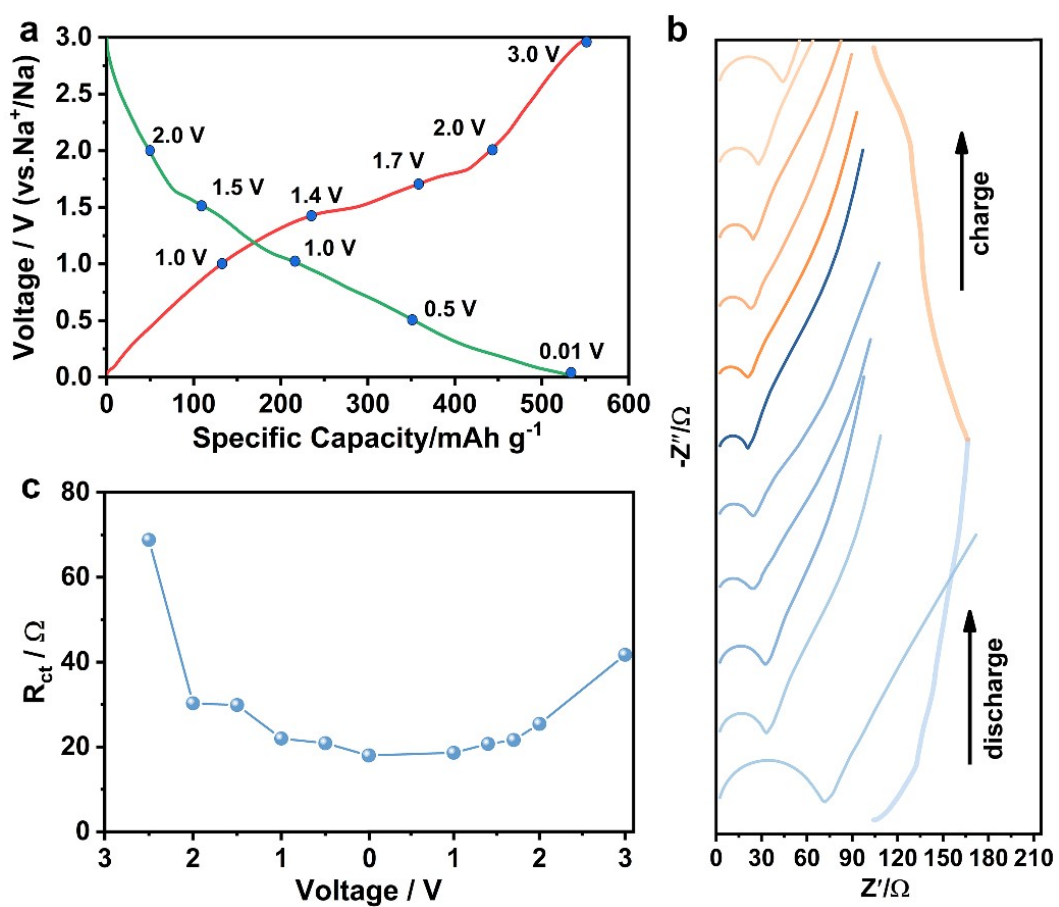 a
Voltage / V (vs.Na⁺/Na)
3.0
2.5
2.0
1.5
1.0
0.5
0.0
2.0 V
1.5 V
1.0 V
0.5 V
0.01 V
1.0 V
1.4 V
1.7 V
2.0 V
3.0 V
0 100 200 300 400 500 600
Specific Capacity/mAh g⁻¹
b
-Z″/Ω
charge
discharge
0 30 60 90 120 150 180 210
Z′/Ω
c
R_ct / Ω
80
60
40
20
0
3 2 1 0 1 2 3
Voltage / V